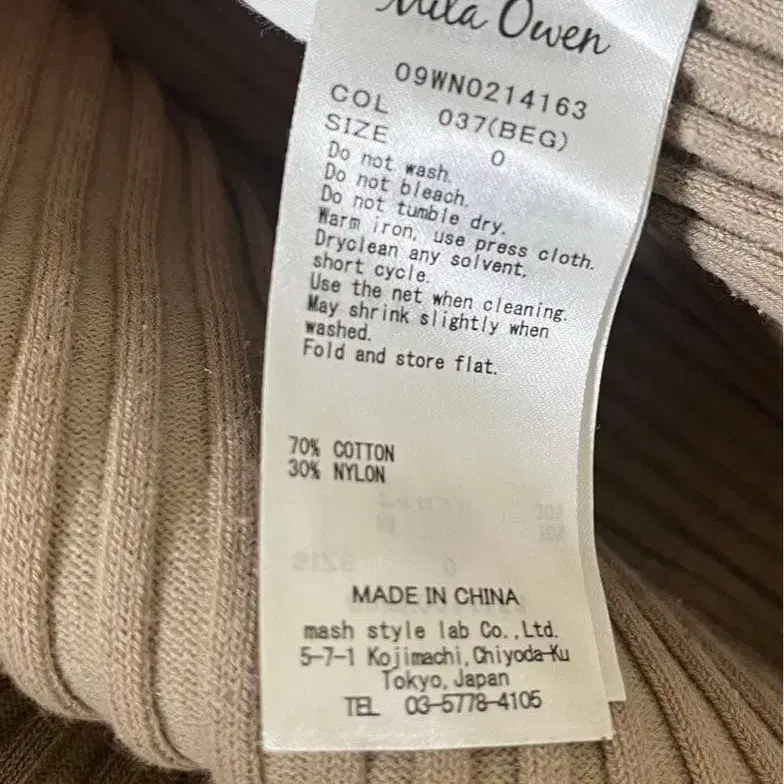 Mila Owen
09WN0214163
COL 037(BEG)
SIZE 0
Do not wash.
Do not bleach.
Do not tumble dry.
Warm iron, use press cloth.
Dryclean any solvent,
short cycle.
Use the net when cleaning.
May shrink slightly when
washed.
Fold and store flat.
70% COTTON
30% NYLON
MADE IN CHINA
mash style lab Co.,Ltd.
5-7-1 Kojimachi,Chiyoda-Ku
Tokyo,Japan
TEL 03-5778-4105